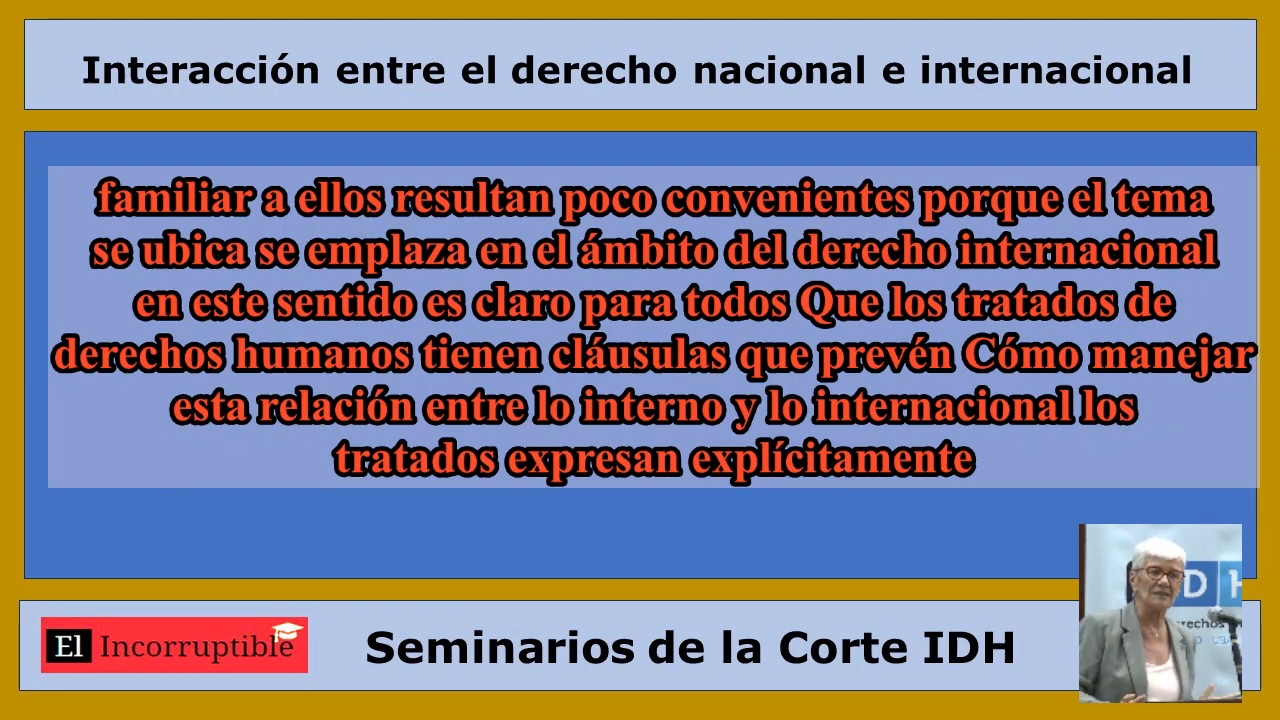 Interacción entre el derecho nacional e internacional
familiar a ellos resultan poco convenientes porque el tema
se ubica se emplaza en el ámbito del derecho internacional
en este sentido es claro para todos Que los tratados de
derechos humanos tienen cláusulas que prevén Cómo manejar
esta relación entre lo interno y lo internacional los
tratados expresan explícitamente
El Incorruptible
Seminarios de la Corte IDH
D H